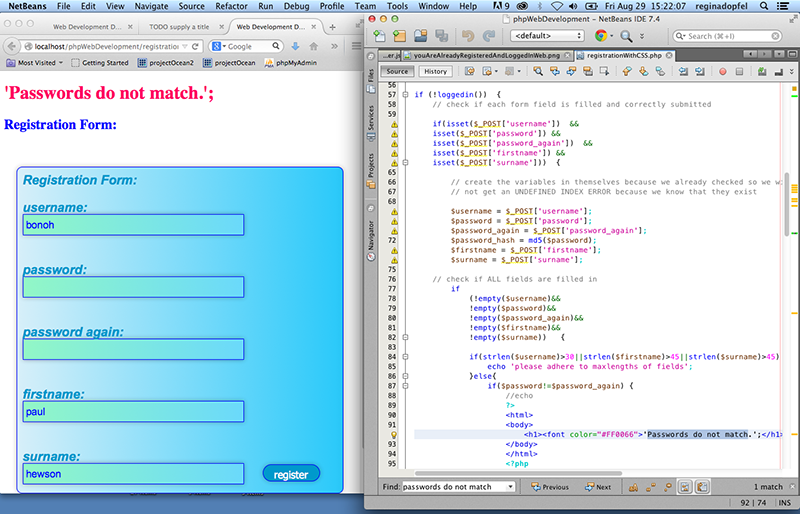 NetBeans File Edit View Navigate Source Refactor Run Debug Profile Team Tools Window Help 9 Fri Aug 29 15:22:07 reginadopfel
Web Development D... TODO supply a title Web Development D...
localhost/phpWebDevelopment/registration Google
Most Visited Getting Started projectOcean2 projectOcean phpMyAdmin
'Passwords do not match.';
Registration Form:
Registration Form:
username:
bonoh
password:
password again:
firstname:
paul
surname:
hewson
register
phpWebDevelopment – NetBeans IDE 7.4
<default>
Search (⌘+I)
...er.js youAreAlreadyRegisteredAndLoggedInWeb.png registrationWithCSS.php
Source History
Files
Services
Projects
Navigator
56
57 if (!loggedin()) {
58 // check if each form field is filled and correctly submitted
59
if(isset($_POST['username']) &&
isset($_POST['password']) &&
isset($_POST['password_again']) &&
isset($_POST['firstname']) &&
isset($_POST['surname'])) {
65
66 // create the variables in themselves because we already checked so we wi
67 // not get an UNDEFINED INDEX ERROR because we know that they exist
68
$username = $_POST['username'];
$password = $_POST['password'];
$password_again = $_POST['password_again'];
72 $password_hash = md5($password);
$firstname = $_POST['firstname'];
$surname = $_POST['surname'];
75
76 // check if ALL fields are filled in
77 if
78 (!empty($username)&&
79 !empty($password)&&
80 !empty($password_again)&&
81 !empty($firstname)&&
82 !empty($surname)) {
83
84 if(strlen($username)>30||strlen($firstname)>45||strlen($surname)>45)
85 echo 'please adhere to maxlengths of fields';
86 }else{
87 if($password!=$password_again) {
88 //echo
89 ?>
90 <html>
91 <body>
<h1><font color="#FF0066">'Passwords do not match.';</h1
93 </body>
94 </html>
95 <?php
Find: passwords do not match Previous Next 1 match
92 | 74 INS